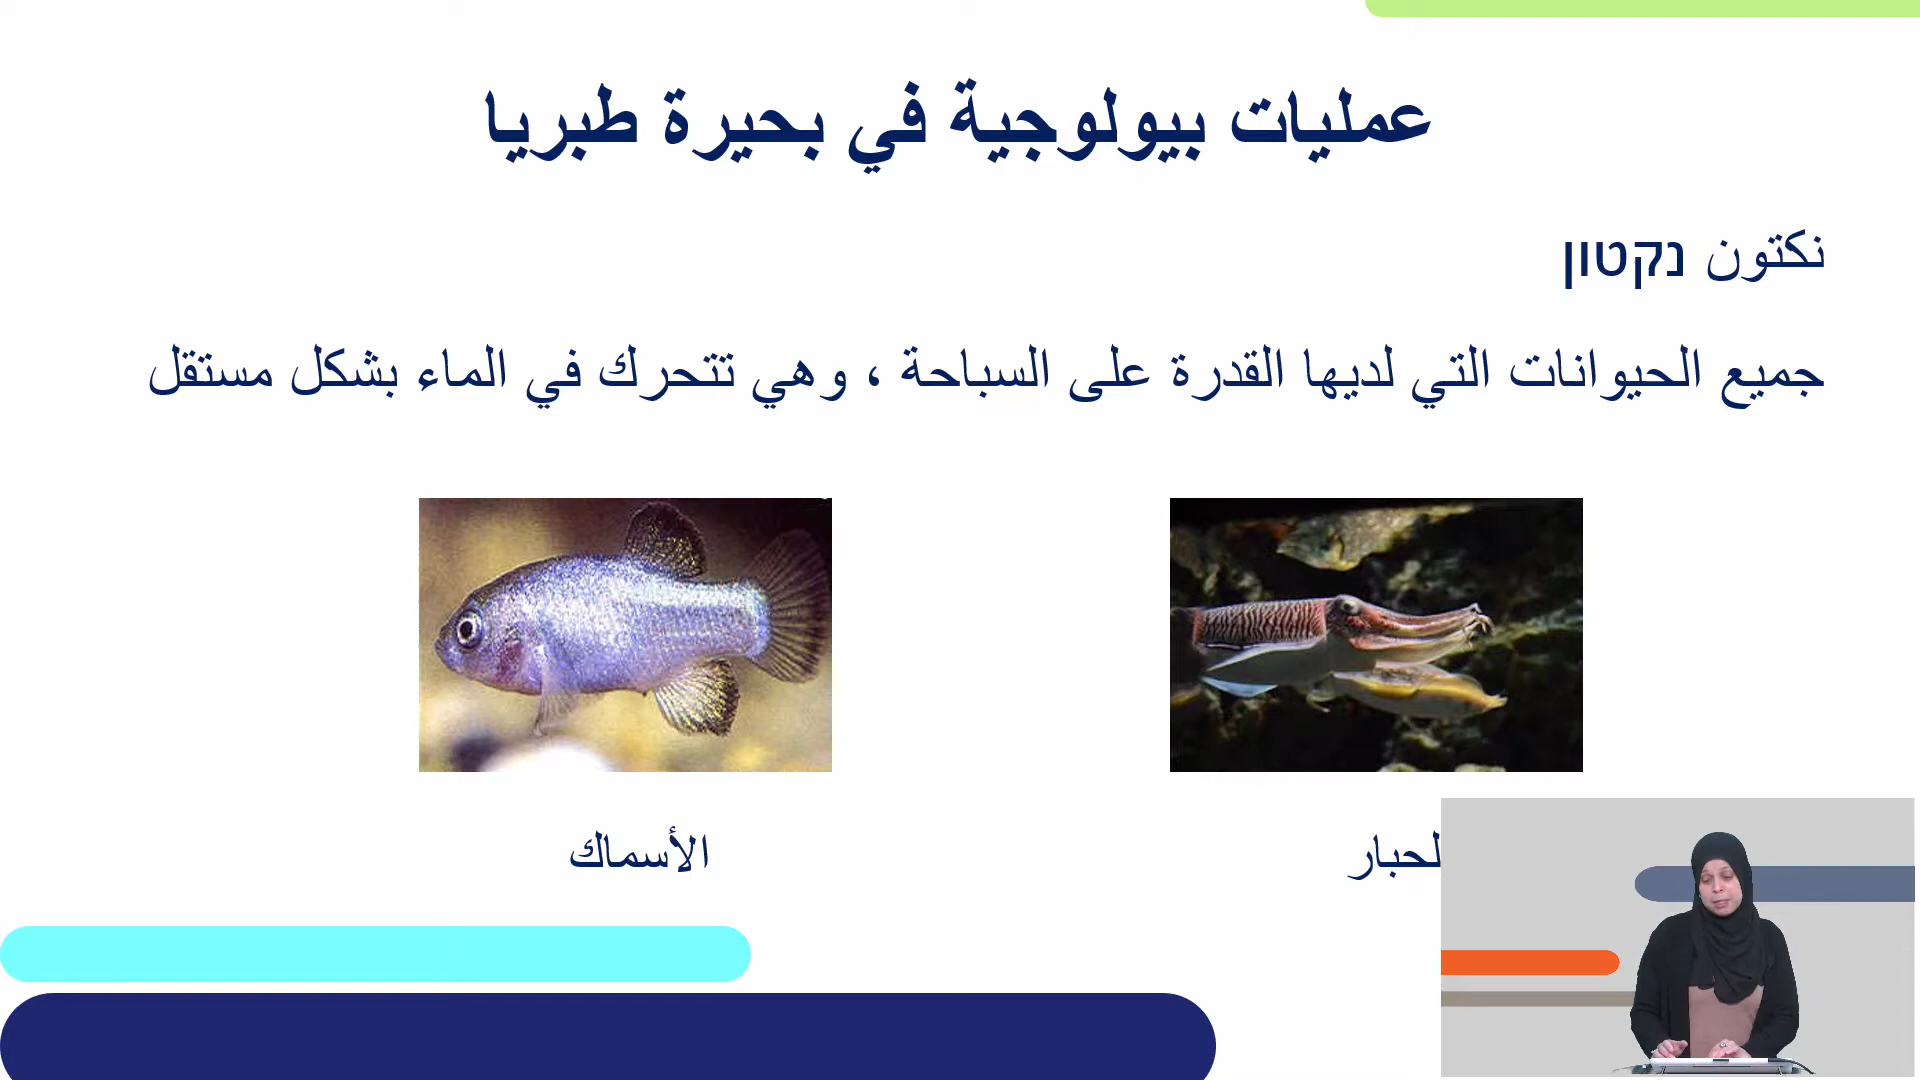 عمليات بيولوجية في بحيرة طبريا
نكتون נקטון
جميع الحيوانات التي لديها القدرة على السباحة ، وهي تتحرك في الماء بشكل مستقل
لحبار
الأسماك